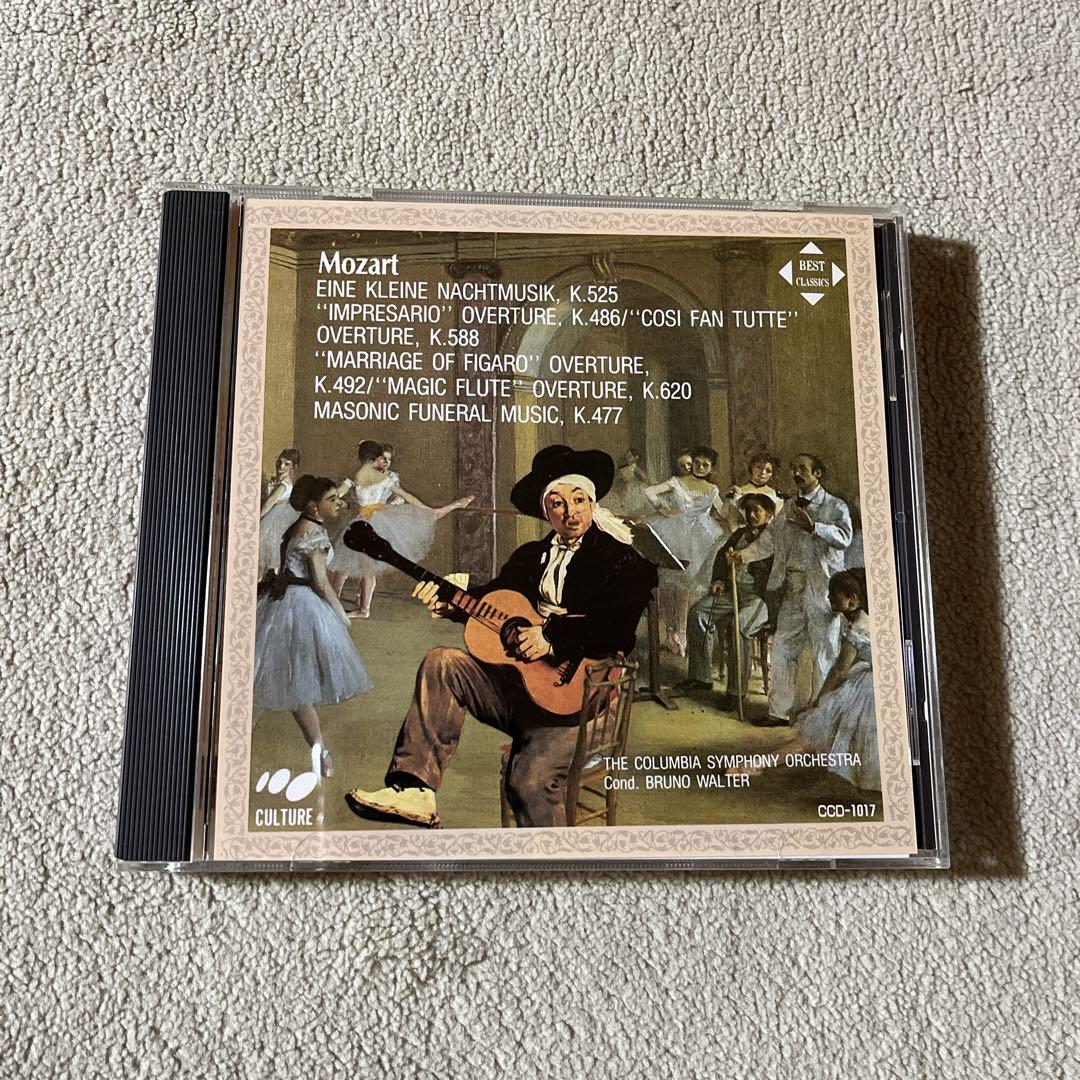 Mozart
EINE KLEINE NACHTMUSIK, K.525
"IMPRESARIO" OVERTURE, K.486/"COSI FAN TUTTE"
OVERTURE, K.588
"MARRIAGE OF FIGARO" OVERTURE,
K.492/"MAGIC FLUTE" OVERTURE, K.620
MASONIC FUNERAL MUSIC, K.477
BEST
CLASSICS
THE COLUMBIA SYMPHONY ORCHESTRA
Cond. BRUNO WALTER
CULTURE
CCD-1017